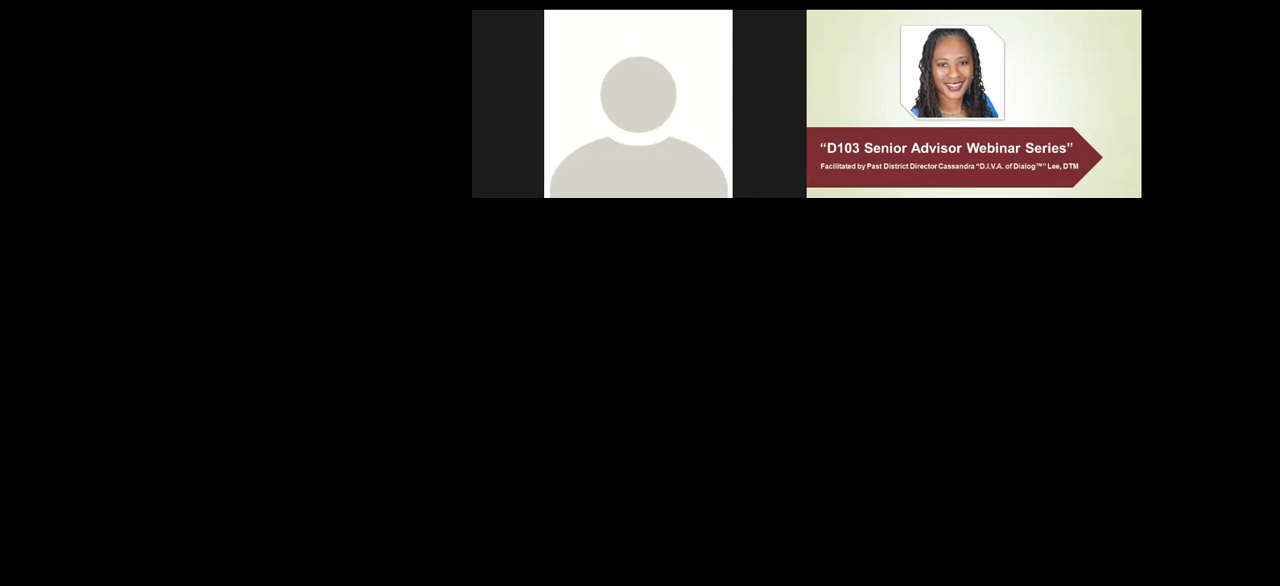 “D103 Senior Advisor Webinar Series”
Facilitated by Past District Director Cassandra “D.I.V.A. of Dialog™” Lee, DTM